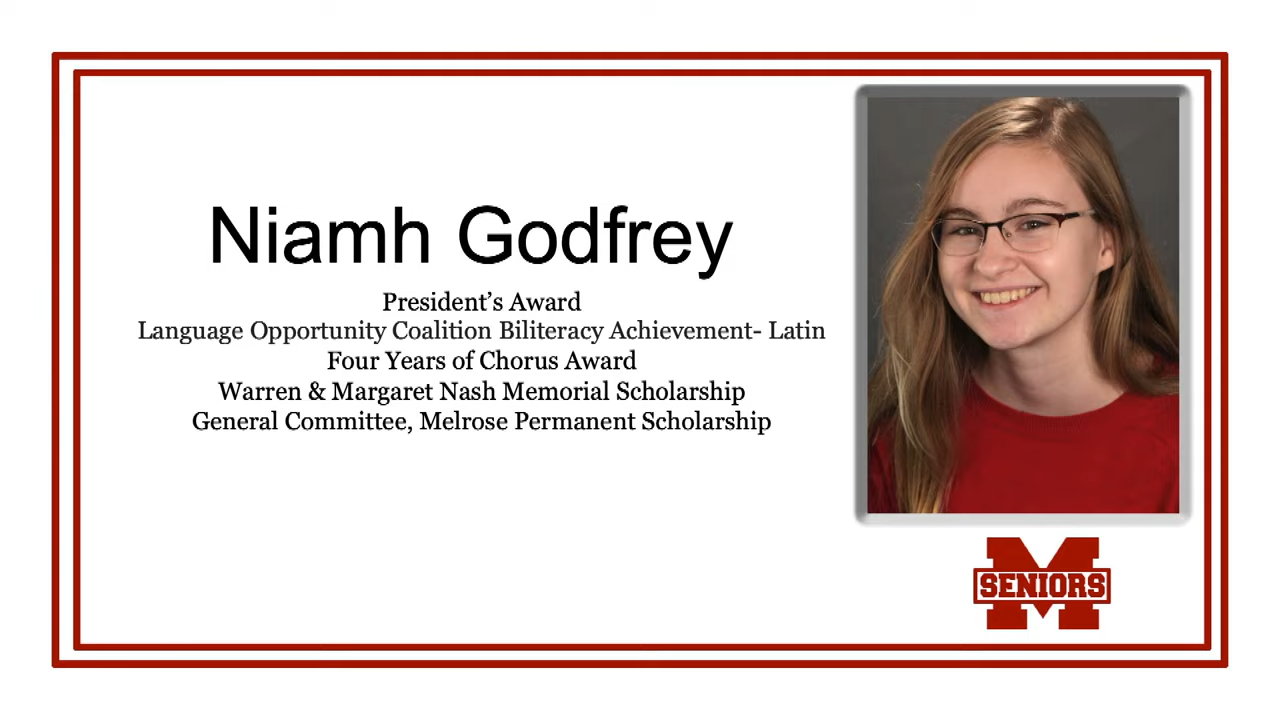 Niamh Godfrey
President’s Award
Language Opportunity Coalition Biliteracy Achievement- Latin
Four Years of Chorus Award
Warren & Margaret Nash Memorial Scholarship
General Committee, Melrose Permanent Scholarship
M
SENIORS